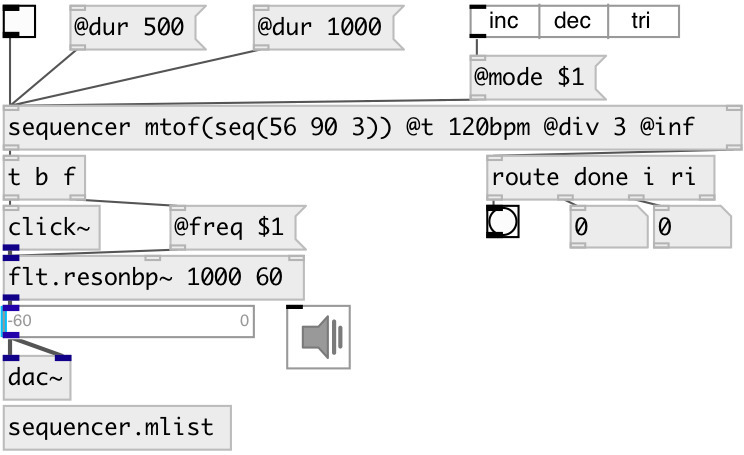 @dur 500 @dur 1000 inc dec tri
@mode $1
sequencer mtof(seq(56 90 3)) @t 120bpm @div 3 @inf
t b f route done i ri
click~ @freq $1 0 0
flt.resonbp~ 1000 60
-60 0
dac~
sequencer.mlist